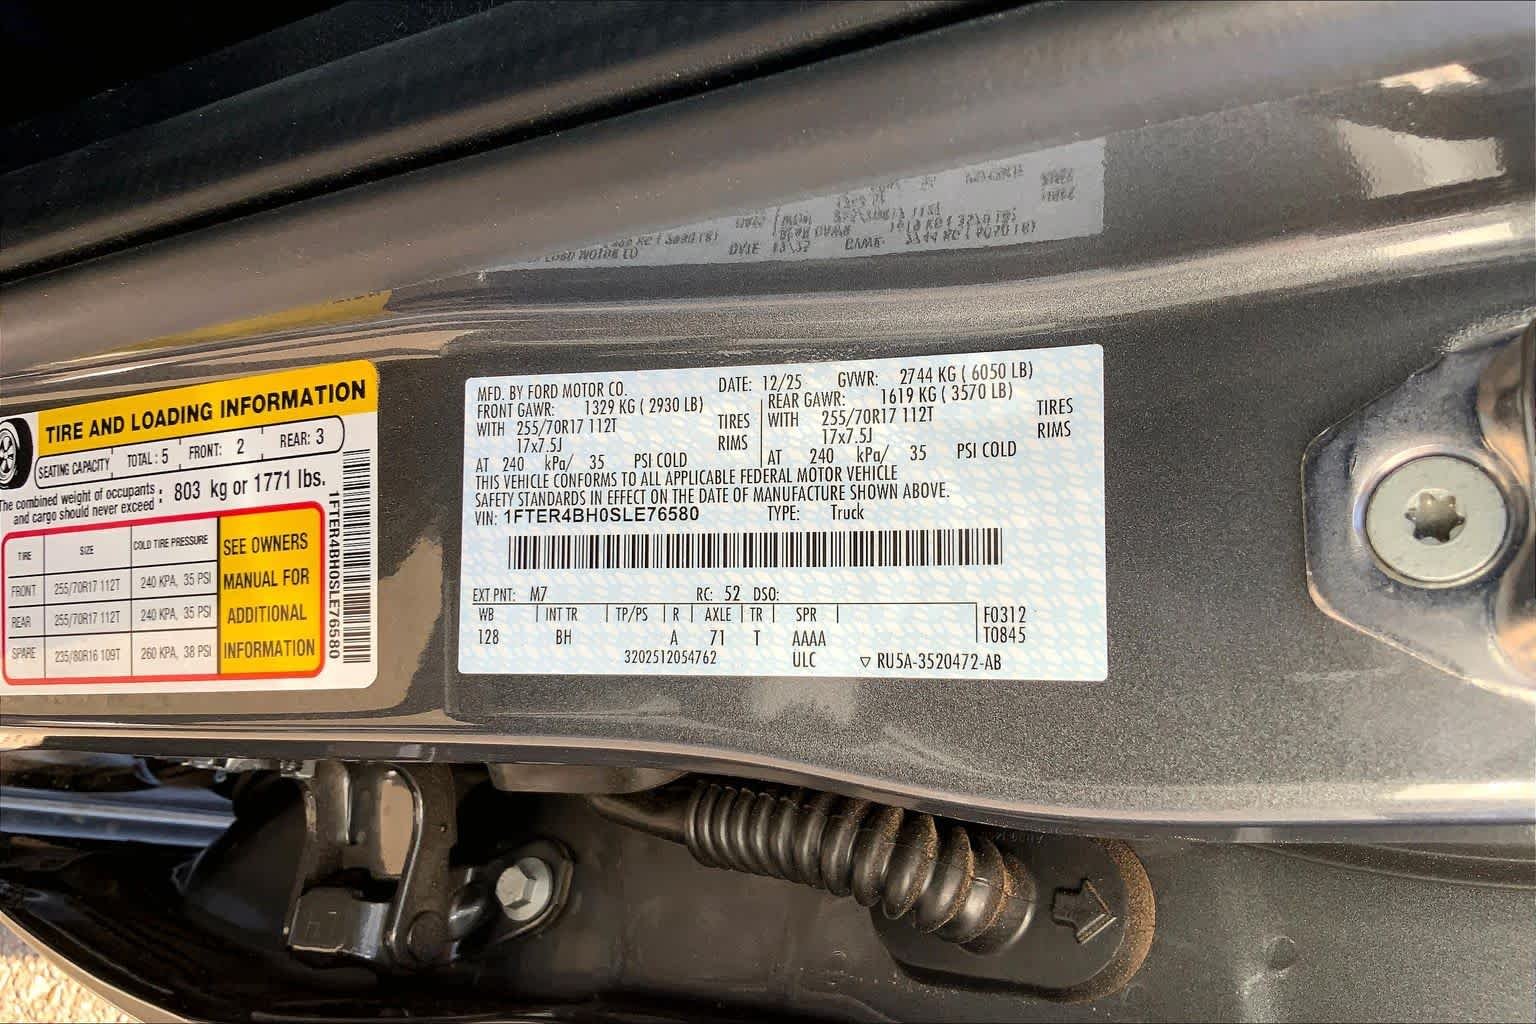 TIRE AND LOADING INFORMATION
SEATING CAPACITY TOTAL: 5 FRONT: 2 REAR: 3
The combined weight of occupants and cargo should never exceed : 803 kg or 1771 lbs.
TIRE SIZE COLD TIRE PRESSURE
FRONT 255/70R17 112T 240 KPA, 35 PSI
REAR 255/70R17 112T 240 KPA, 35 PSI
SPARE 235/80R16 109T 260 KPA, 38 PSI
SEE OWNERS
MANUAL FOR
ADDITIONAL
INFORMATION
1FTER4BH0SLE76580
MFD. BY FORD MOTOR CO. DATE: 12/25 GVWR: 2744 KG ( 6050 LB)
FRONT GAWR: 1329 KG ( 2930 LB) REAR GAWR: 1619 KG ( 3570 LB)
WITH 255/70R17 112T TIRES WITH 255/70R17 112T TIRES
17x7.5J RIMS 17x7.5J RIMS
AT 240 kPa/ 35 PSI COLD AT 240 kPa/ 35 PSI COLD
THIS VEHICLE CONFORMS TO ALL APPLICABLE FEDERAL MOTOR VEHICLE
SAFETY STANDARDS IN EFFECT ON THE DATE OF MANUFACTURE SHOWN ABOVE.
VIN: 1FTER4BH0SLE76580 TYPE: Truck
EXT PNT: M7 RC: 52 DSO:
WB INT TR TP/PS R AXLE TR SPR F0312
128 BH A 71 T AAAA T0845
3202512054762 ULC RU5A-3520472-AB